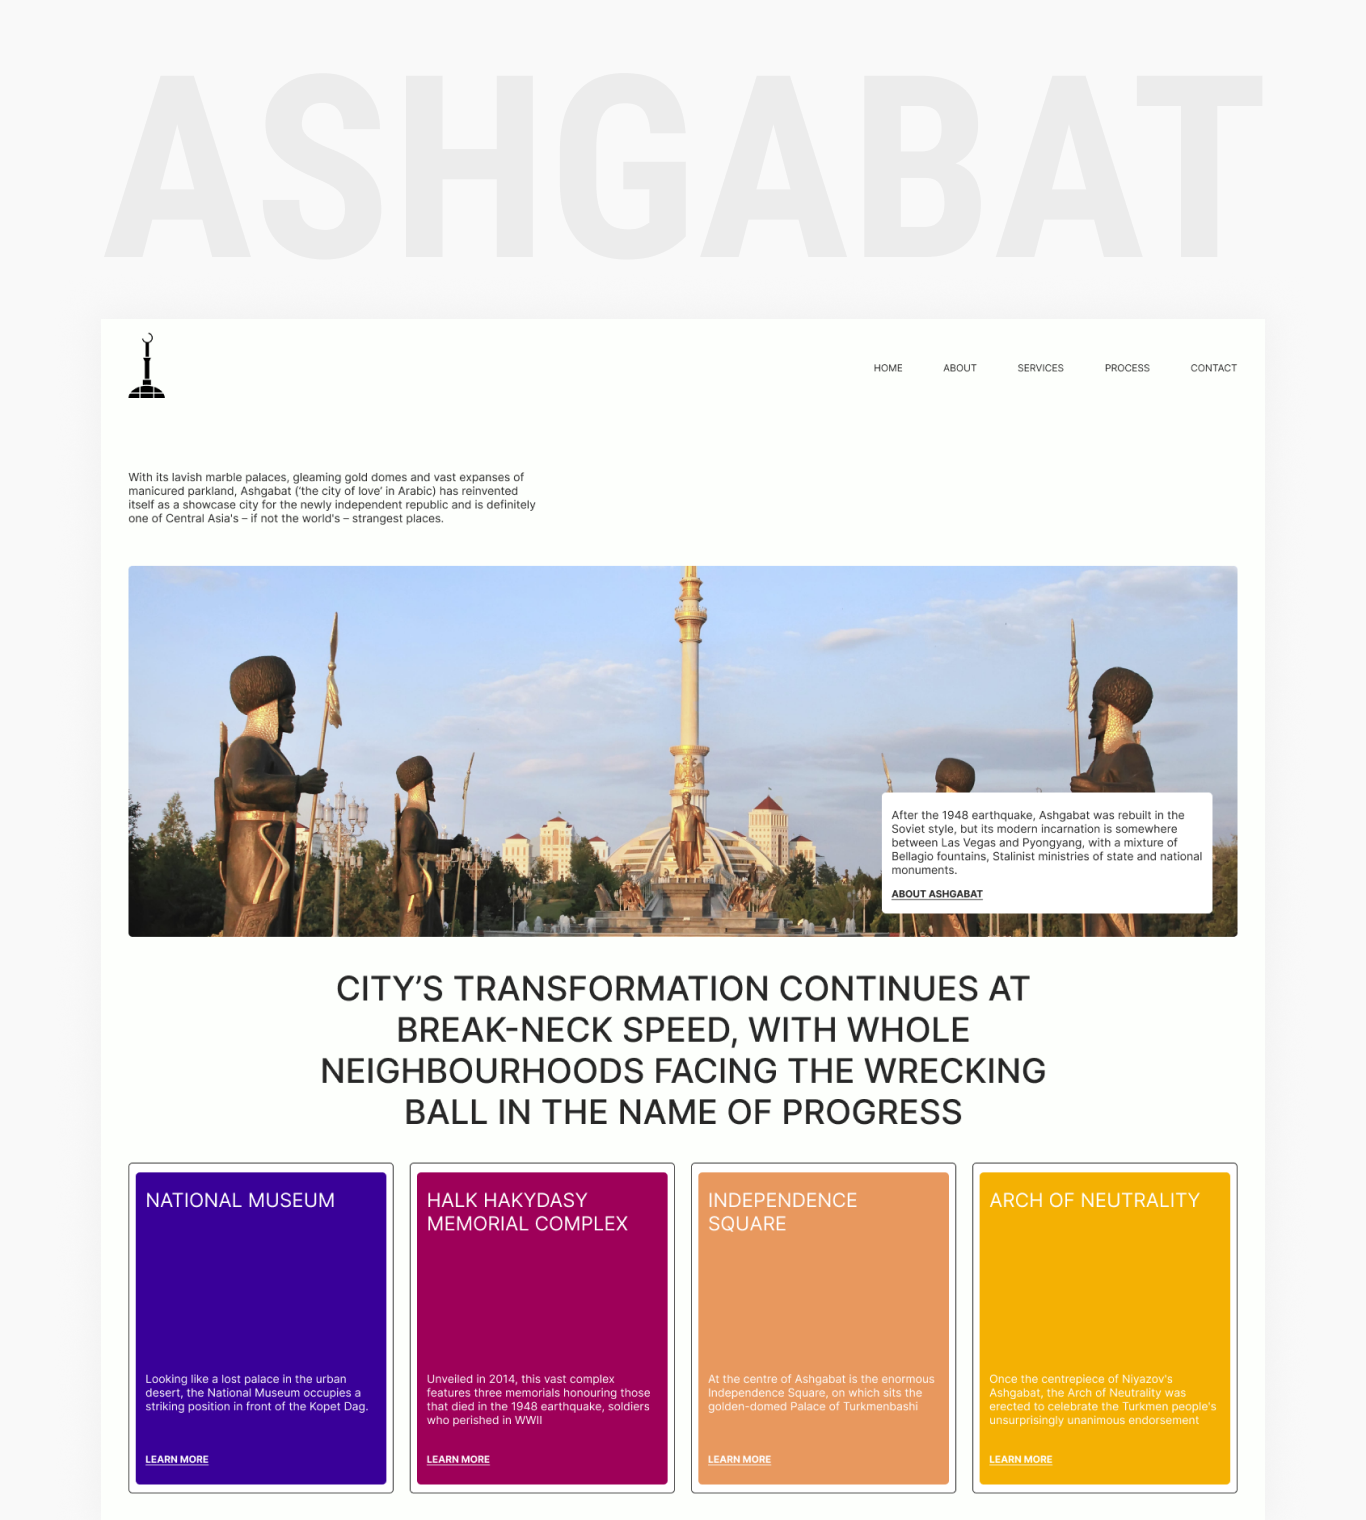 ASHGABAT
HOME
ABOUT
SERVICES
PROCESS
CONTACT
With its lavish marble palaces, gleaming gold domes and vast expanses of
manicured parkland, Ashgabat (‘the city of love’ in Arabic) has reinvented
itself as a showcase city for the newly independent republic and is definitely
one of Central Asia's – if not the world's – strangest places.
After the 1948 earthquake, Ashgabat was rebuilt in the
Soviet style, but its modern incarnation is somewhere
between Las Vegas and Pyongyang, with a mixture of
Bellagio fountains, Stalinist ministries of state and national
monuments.
ABOUT ASHGABAT
CITY’S TRANSFORMATION CONTINUES AT
BREAK-NECK SPEED, WITH WHOLE
NEIGHBOURHOODS FACING THE WRECKING
BALL IN THE NAME OF PROGRESS
NATIONAL MUSEUM
Looking like a lost palace in the urban
desert, the National Museum occupies a
striking position in front of the Kopet Dag.
LEARN MORE
HALK HAKYDASY
MEMORIAL COMPLEX
Unveiled in 2014, this vast complex
features three memorials honouring those
that died in the 1948 earthquake, soldiers
who perished in WWII
LEARN MORE
INDEPENDENCE
SQUARE
At the centre of Ashgabat is the enormous
Independence Square, on which sits the
golden-domed Palace of Turkmenbashi
LEARN MORE
ARCH OF NEUTRALITY
Once the centrepiece of Niyazov's
Ashgabat, the Arch of Neutrality was
erected to celebrate the Turkmen people's
unsurprisingly unanimous endorsement
LEARN MORE